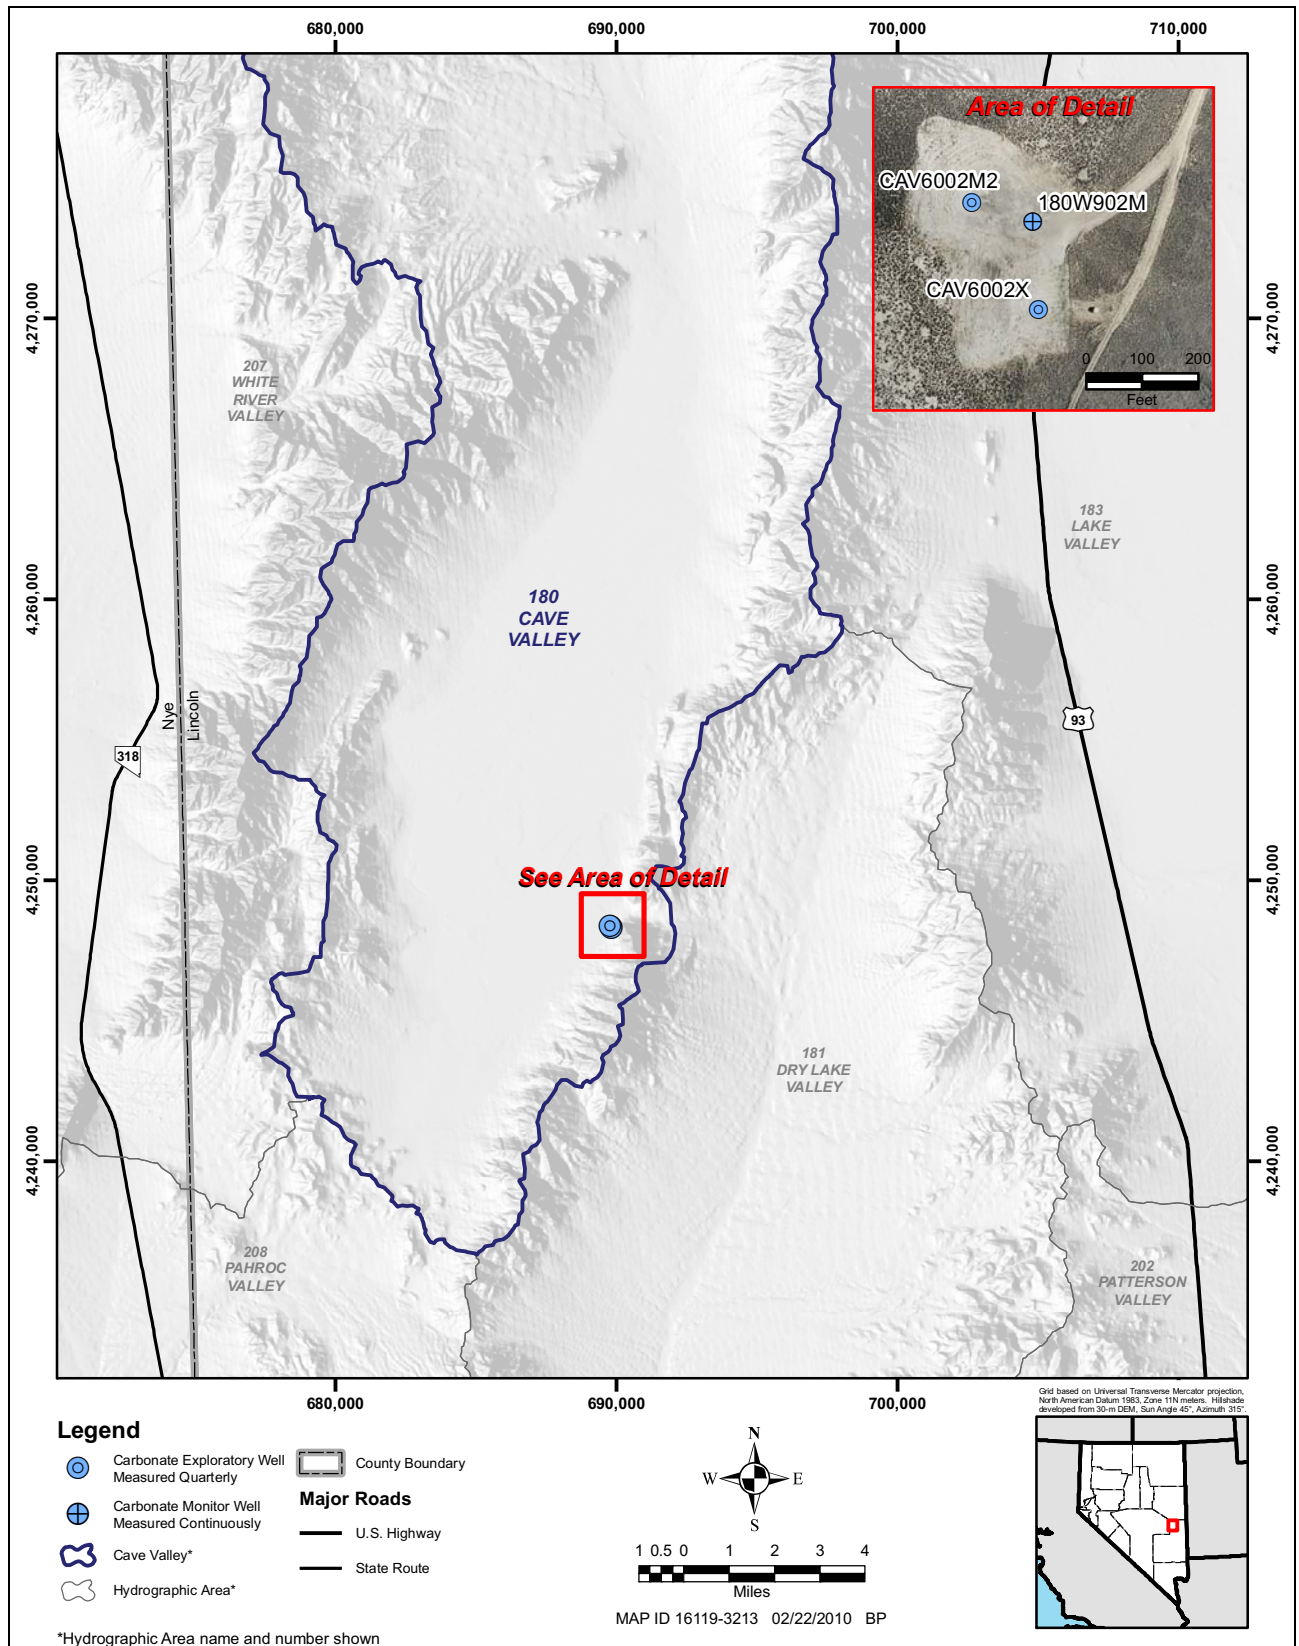 680,000
690,000
700,000
710,000
Area of Detail
CAV6002M2
180W902M
CAV6002X
0 100 200
Feet
4,270,000
4,270,000
207
WHITE
RIVER
VALLEY
183
LAKE
VALLEY
4,260,000
4,260,000
180
CAVE
VALLEY
Nye
Lincoln
318
93
4,250,000
4,250,000
See Area of Detail
181
DRY LAKE
VALLEY
4,240,000
4,240,000
208
PAHROC
VALLEY
202
PATTERSON
VALLEY
680,000
690,000
700,000
Grid based on Universal Transverse Mercator projection,
North American Datum 1983, Zone 11N meters. Hillshade
developed from 30-m DEM, Sun Angle 45°, Azimuth 315°.
Legend
Carbonate Exploratory Well
Measured Quarterly
Carbonate Monitor Well
Measured Continuously
Cave Valley*
Hydrographic Area*
County Boundary
Major Roads
U.S. Highway
State Route
N
W E
S
1 0.5 0 1 2 3 4
Miles
MAP ID 16119-3213 02/22/2010 BP
*Hydrographic Area name and number shown